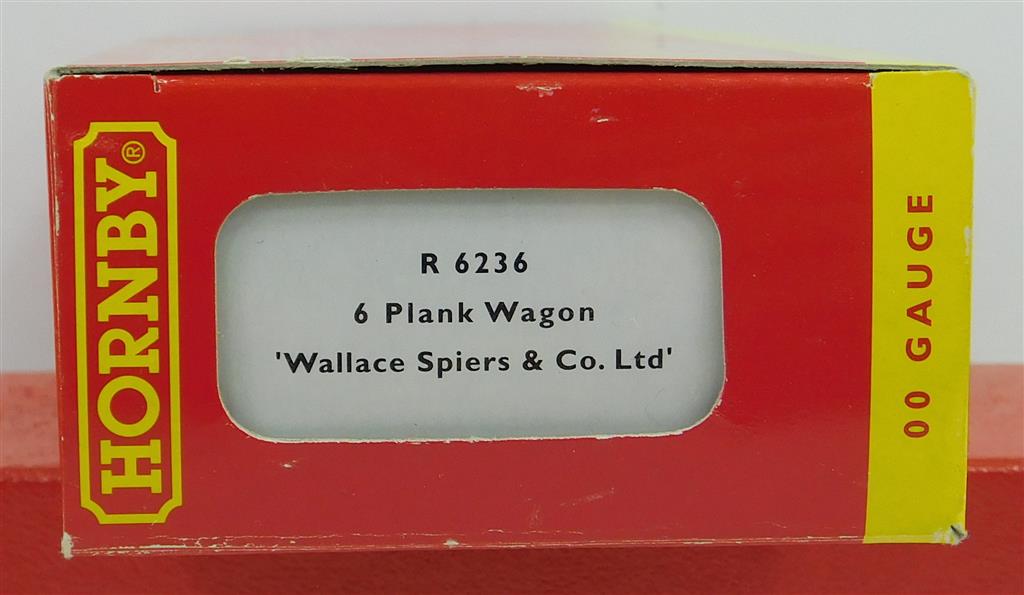 HORNBY®
R 6236
6 Plank Wagon
'Wallace Spiers & Co. Ltd'
00 GAUGE